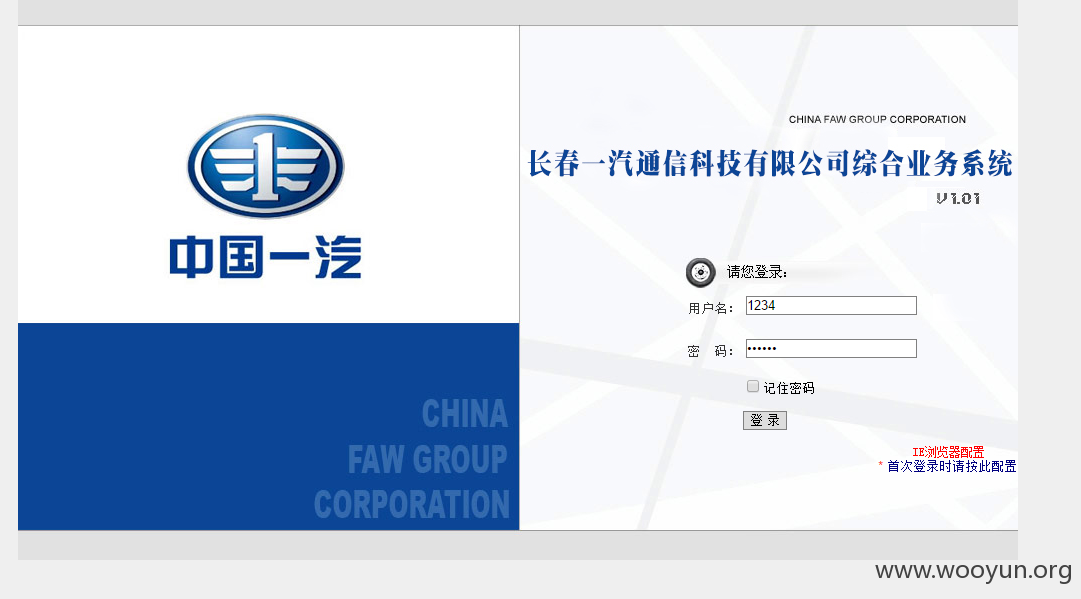 中国一汽
CHINA
FAW GROUP
CORPORATION
CHINA FAW GROUP CORPORATION
长春一汽通信科技有限公司综合业务系统
V1.01
请您登录:
用户名: 1234
密 码: ••••••
记住密码
登 录
IE浏览器配置
* 首次登录时请按此配置
www.wooyun.org